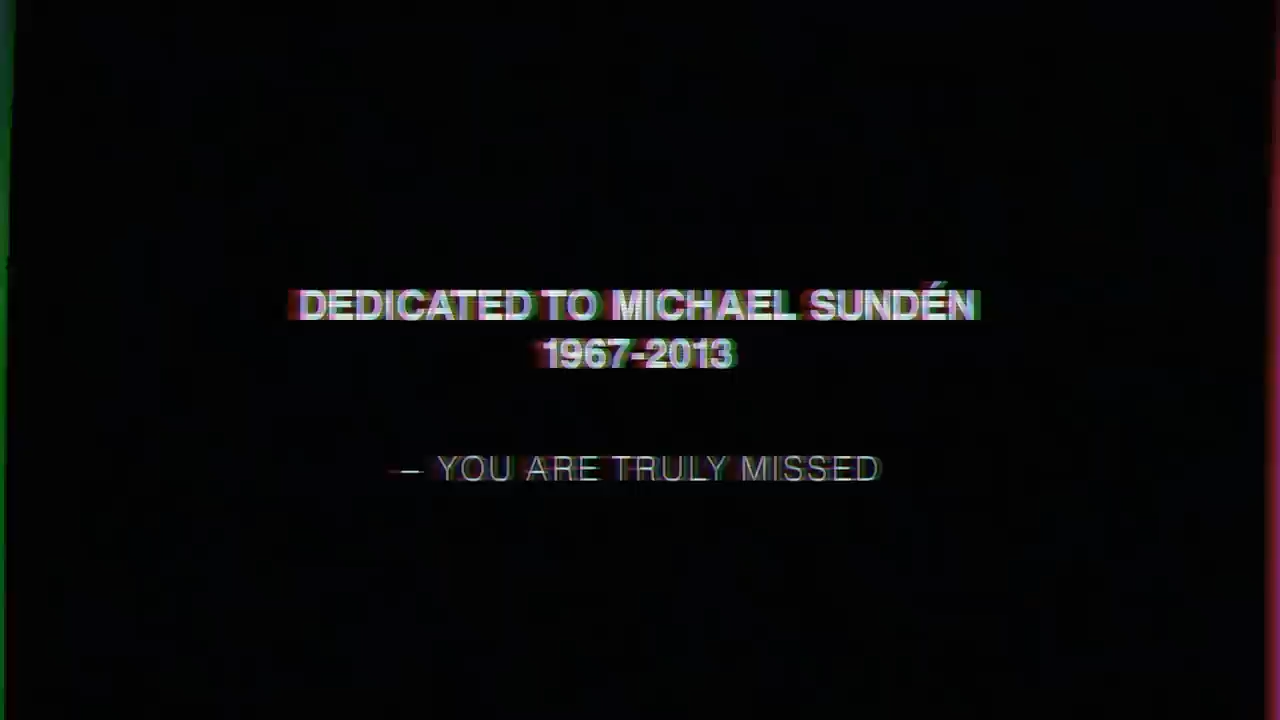 DEDICATED TO MICHAEL SUNDÉN
1967-2013
– YOU ARE TRULY MISSED